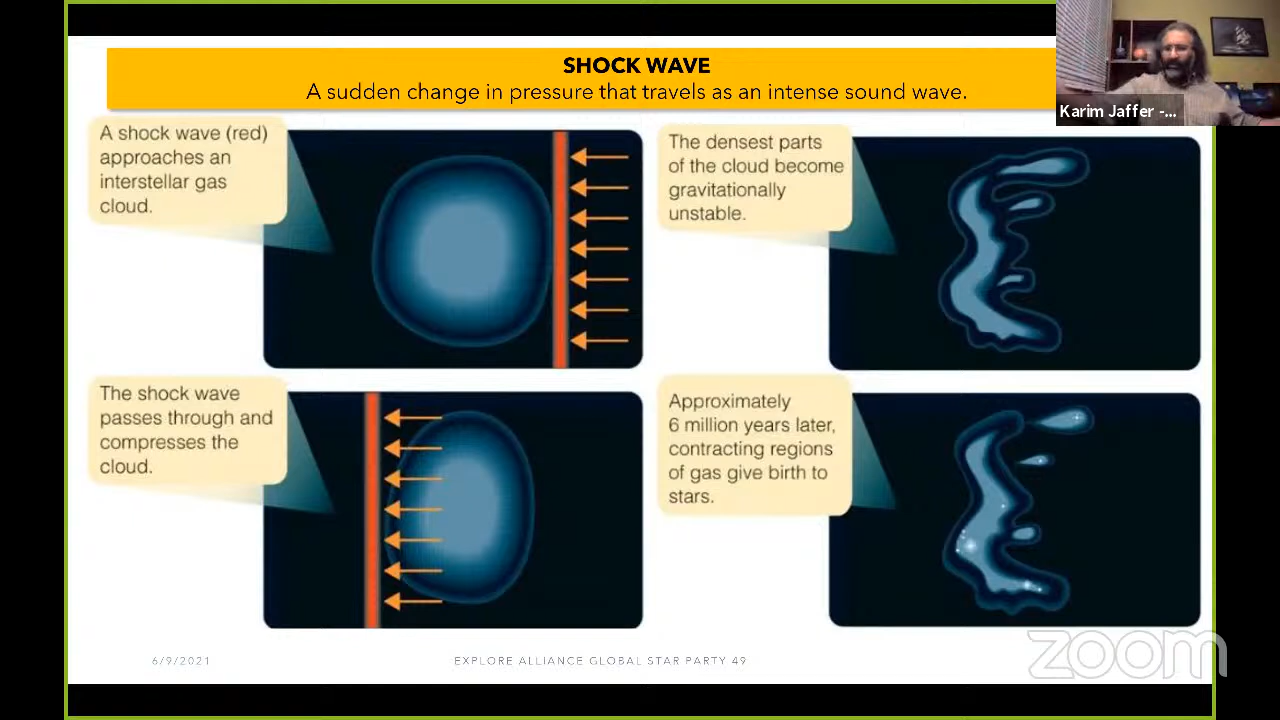 SHOCK WAVE
A sudden change in pressure that travels as an intense sound wave.
Karim Jaffer -...
A shock wave (red)
approaches an
interstellar gas
cloud.
The densest parts
of the cloud become
gravitationally
unstable.
The shock wave
passes through and
compresses the
cloud.
Approximately
6 million years later,
contracting regions
of gas give birth to
stars.
6/9/2021
EXPLORE ALLIANCE GLOBAL STAR PARTY 49
zoom